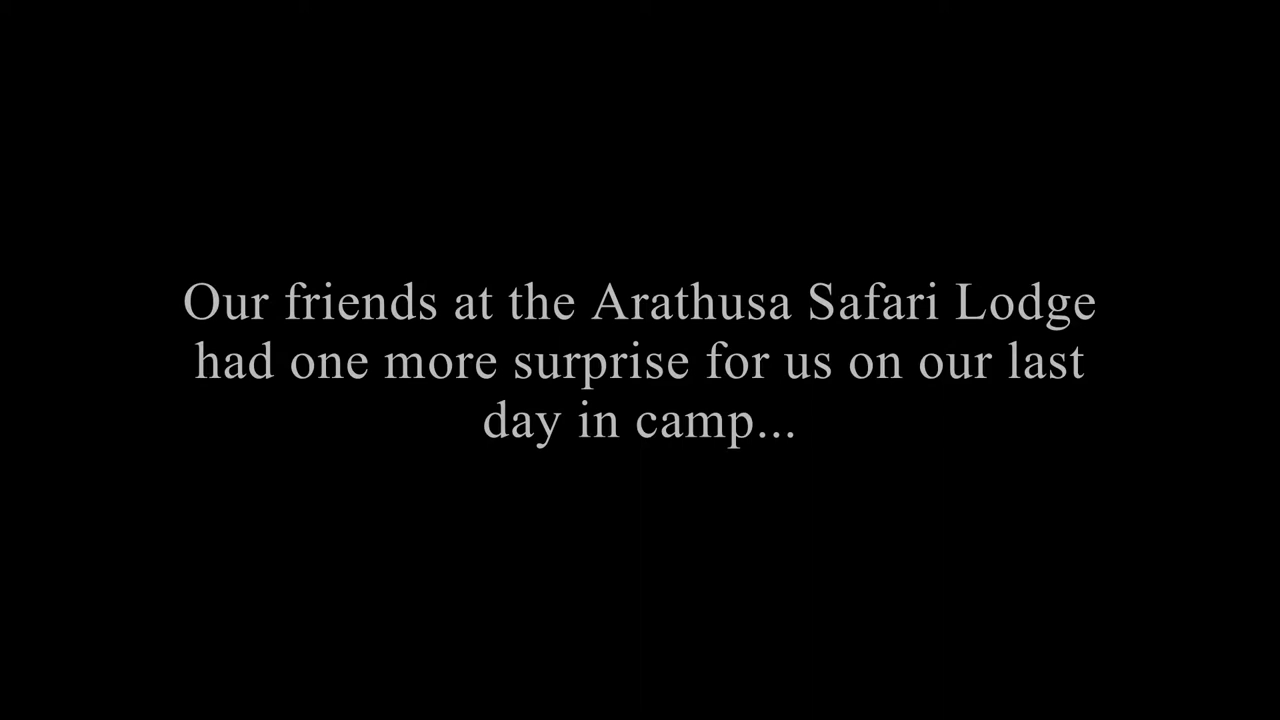 Our friends at the Arathusa Safari Lodge
had one more surprise for us on our last
day in camp...